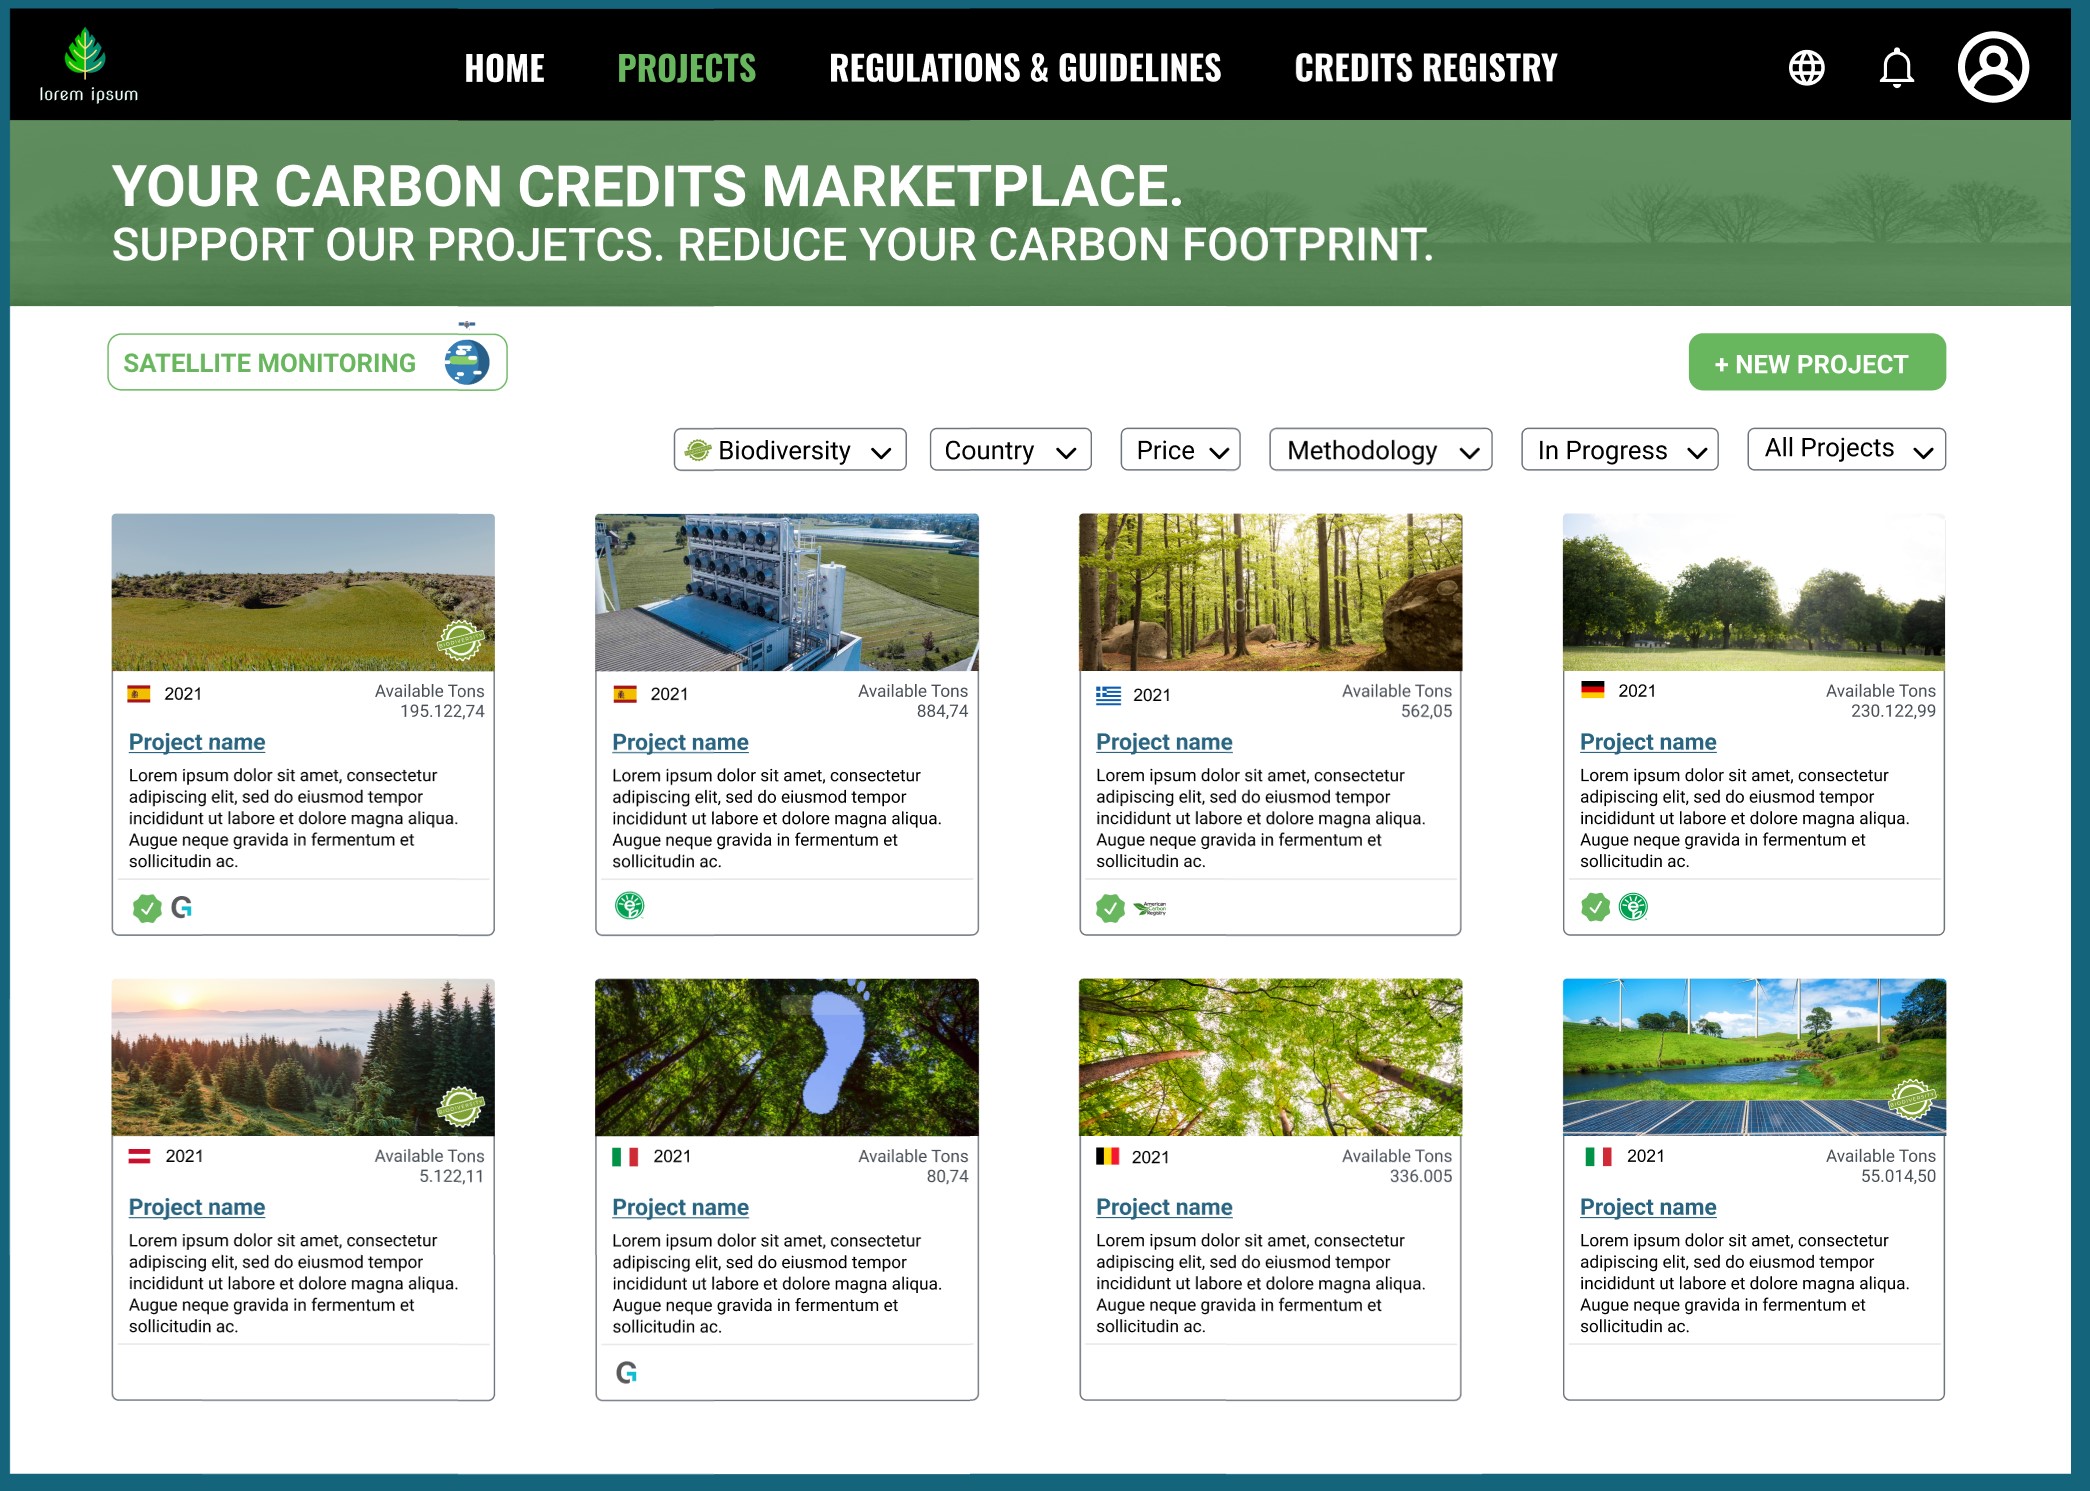 lorem ipsum
HOME PROJECTS REGULATIONS & GUIDELINES CREDITS REGISTRY
YOUR CARBON CREDITS MARKETPLACE.
SUPPORT OUR PROJETCS. REDUCE YOUR CARBON FOOTPRINT.
SATELLITE MONITORING
+ NEW PROJECT
Biodiversity Country Price Methodology In Progress All Projects
BIODIVERSITY
2021 Available Tons
195.122,74
Project name
Lorem ipsum dolor sit amet, consectetur
adipiscing elit, sed do eiusmod tempor
incididunt ut labore et dolore magna aliqua.
Augue neque gravida in fermentum et
sollicitudin ac.
G
2021 Available Tons
884,74
Project name
Lorem ipsum dolor sit amet, consectetur
adipiscing elit, sed do eiusmod tempor
incididunt ut labore et dolore magna aliqua.
Augue neque gravida in fermentum et
sollicitudin ac.
e
2021 Available Tons
562,05
Project name
Lorem ipsum dolor sit amet, consectetur
adipiscing elit, sed do eiusmod tempor
incididunt ut labore et dolore magna aliqua.
Augue neque gravida in fermentum et
sollicitudin ac.
American
Carbon
Registry
2021 Available Tons
230.122,99
Project name
Lorem ipsum dolor sit amet, consectetur
adipiscing elit, sed do eiusmod tempor
incididunt ut labore et dolore magna aliqua.
Augue neque gravida in fermentum et
sollicitudin ac.
e
BIODIVERSITY
2021 Available Tons
5.122,11
Project name
Lorem ipsum dolor sit amet, consectetur
adipiscing elit, sed do eiusmod tempor
incididunt ut labore et dolore magna aliqua.
Augue neque gravida in fermentum et
sollicitudin ac.
2021 Available Tons
80,74
Project name
Lorem ipsum dolor sit amet, consectetur
adipiscing elit, sed do eiusmod tempor
incididunt ut labore et dolore magna aliqua.
Augue neque gravida in fermentum et
sollicitudin ac.
G
2021 Available Tons
336.005
Project name
Lorem ipsum dolor sit amet, consectetur
adipiscing elit, sed do eiusmod tempor
incididunt ut labore et dolore magna aliqua.
Augue neque gravida in fermentum et
sollicitudin ac.
BIODIVERSITY
2021 Available Tons
55.014,50
Project name
Lorem ipsum dolor sit amet, consectetur
adipiscing elit, sed do eiusmod tempor
incididunt ut labore et dolore magna aliqua.
Augue neque gravida in fermentum et
sollicitudin ac.